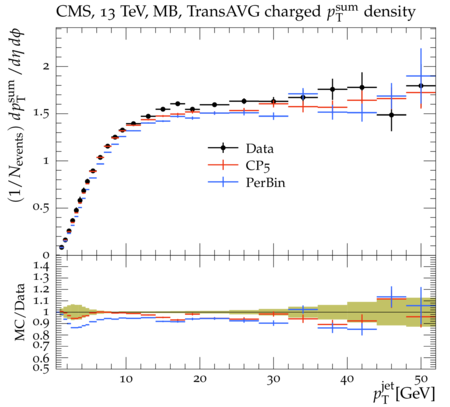 CMS, 13 TeV, MB, TransAVG charged p_T^sum density
(1/N_events) dp_T^sum/dη dφ
2
1.5
1
0.5
0
Data
CP5
PerBin
MC/Data
1.4
1.3
1.2
1.1
1
0.9
0.8
0.7
0.6
0.5
10 20 30 40 50
p_T^jet [GeV]